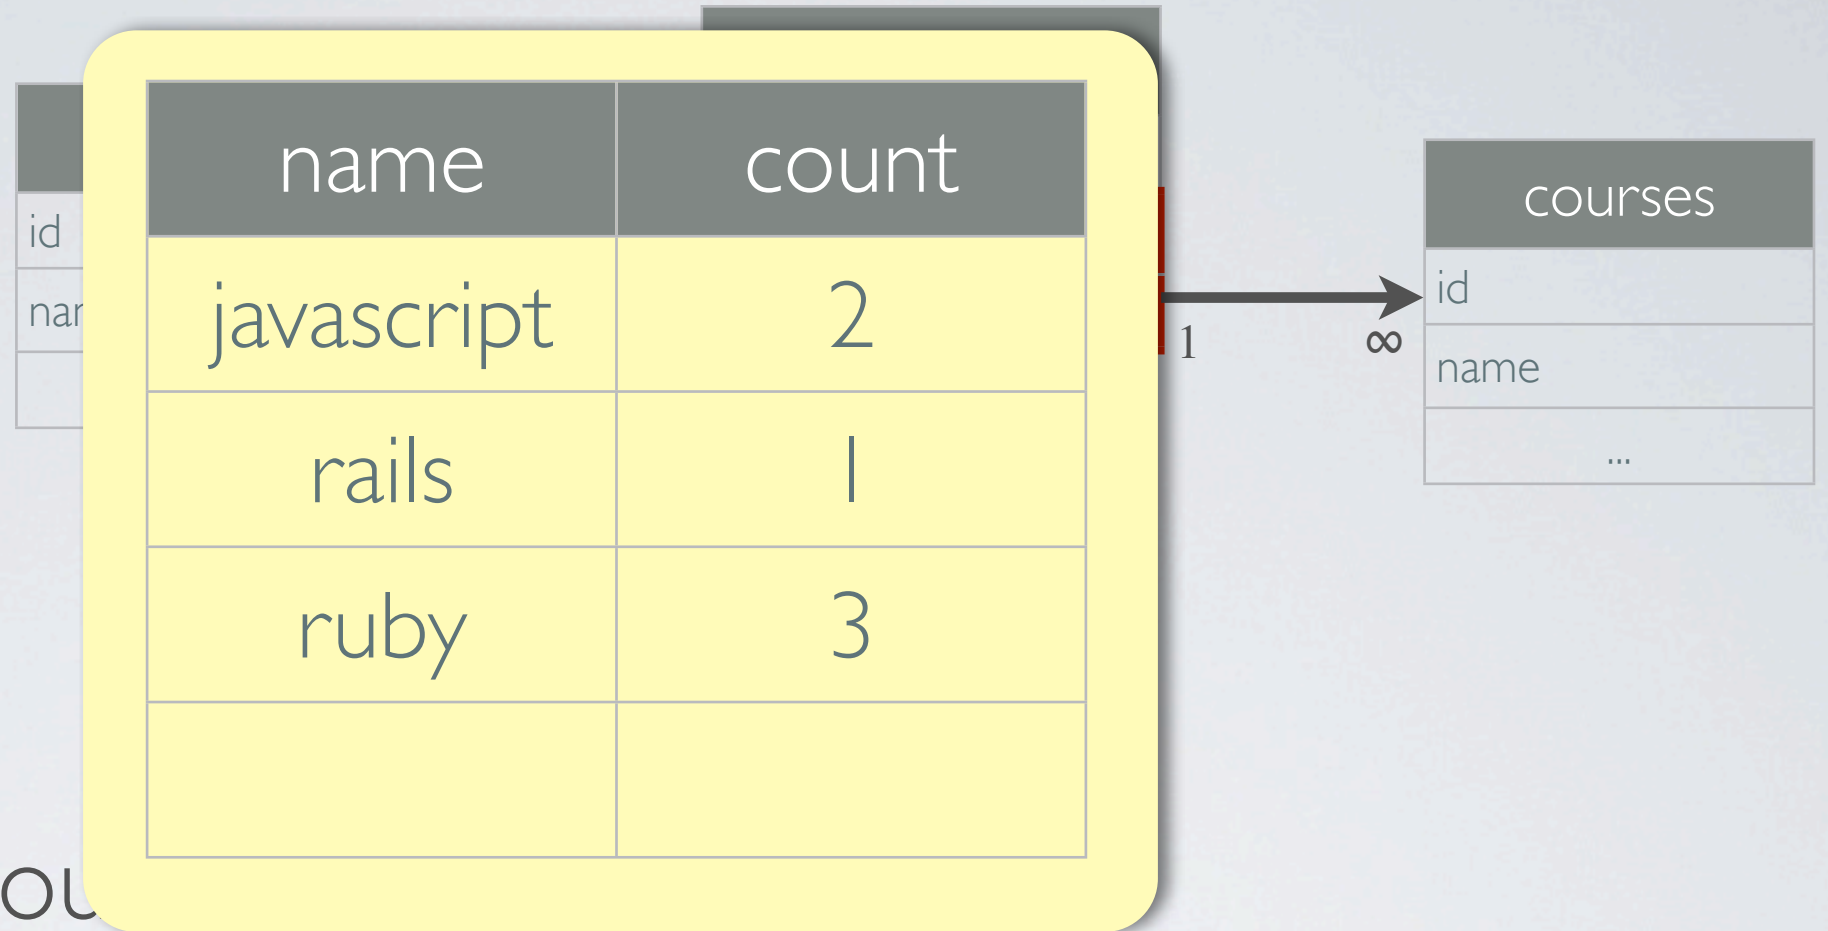 name count
javascript 2
rails 1
ruby 3
id
courses
id
name
...
1 ∞